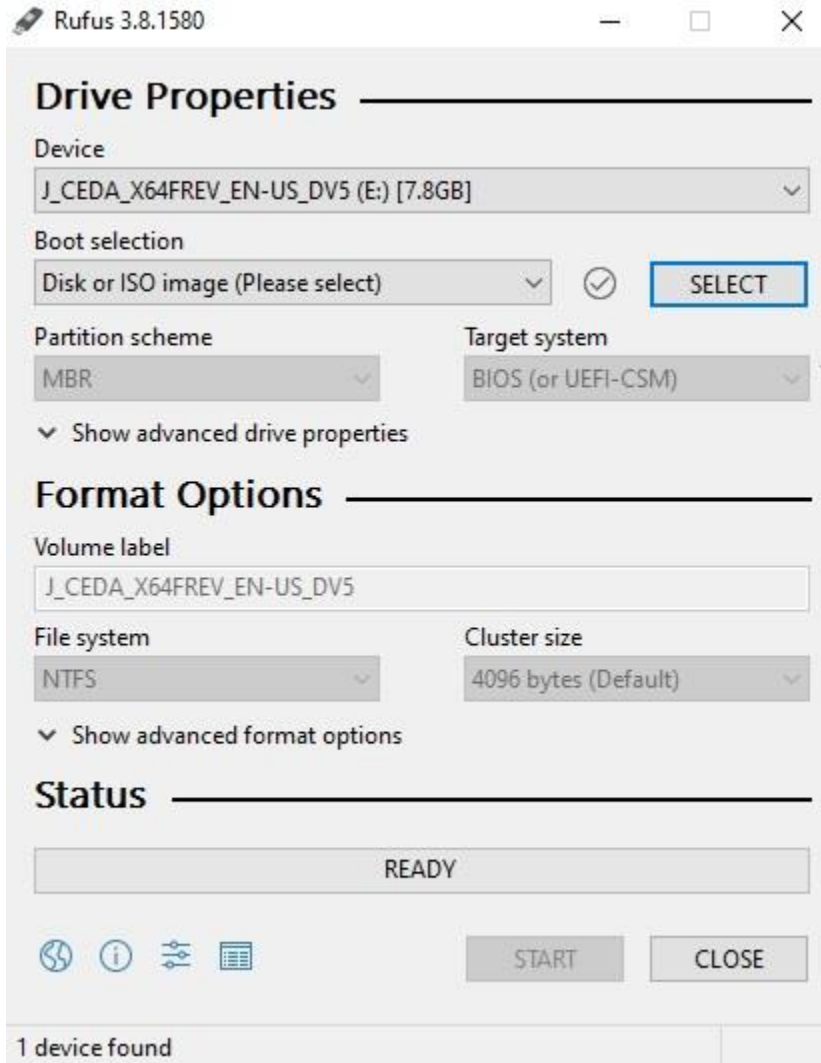 Rufus 3.8.1580
Drive Properties
Device
J_CEDA_X64FREV_EN-US_DV5 (E:) [7.8GB]
Boot selection
Disk or ISO image (Please select)
SELECT
Partition scheme
Target system
MBR
BIOS (or UEFI-CSM)
Show advanced drive properties
Format Options
Volume label
J_CEDA_X64FREV_EN-US_DV5
File system
Cluster size
NTFS
4096 bytes (Default)
Show advanced format options
Status
READY
START
CLOSE
1 device found